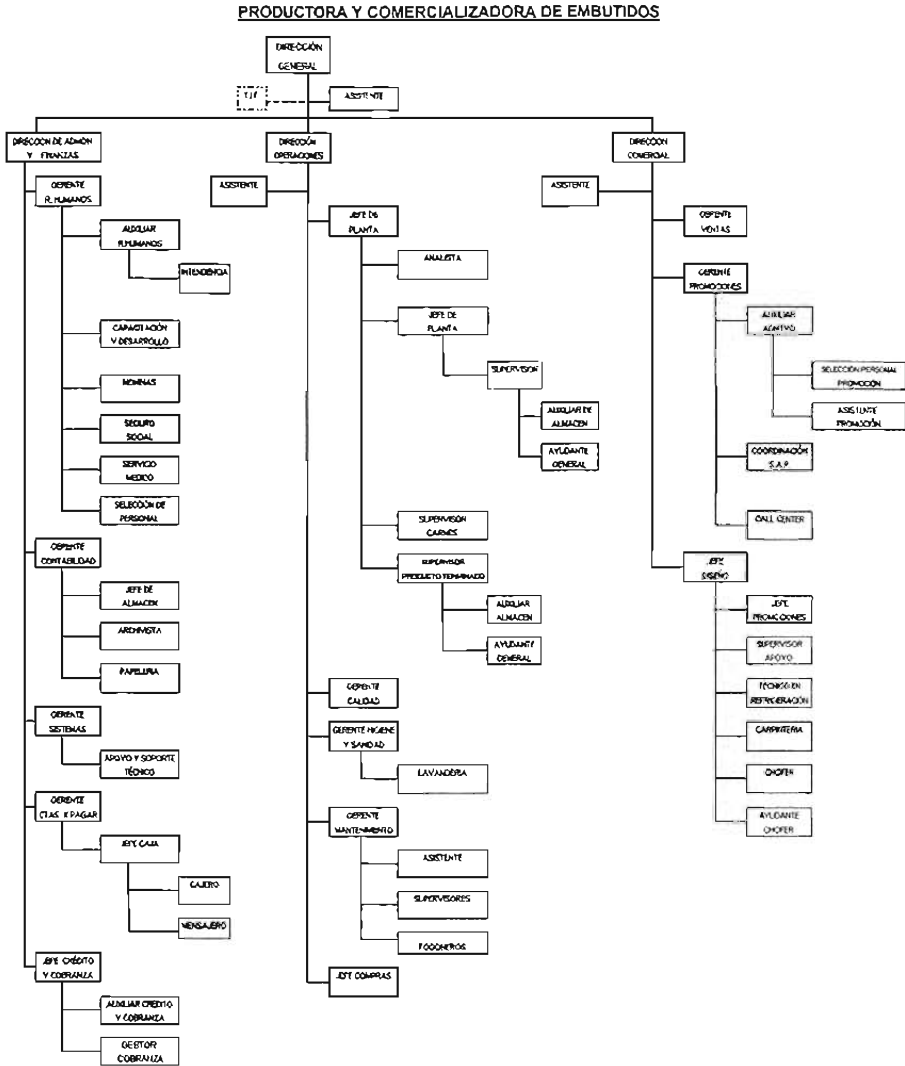 PRODUCTORA Y COMERCIALIZADORA DE EMBUTIDOS
DIRECCIÓN
GENERAL
ASISTENTE
DIRECCION DE ADMON
Y FINANZAS
GERENTE
R. HUMANOS
AUXILIAR
R.HUMANOS
INTENDENCIA
CAPACITACIÓN
Y DESARROLLO
NOMINAS
SEGURO
SOCIAL
SERVICIO
MEDICO
SELECCIÓN DE
PERSONAL
GERENTE
CONTABILIDAD
JEFE DE
ALMACEN
ARCHIVISTA
PAPELERIA
GERENTE
SISTEMAS
APOYO Y SOPORTE
TÉCNICO
GERENTE
CTAS. X PAGAR
JEFE CAJA
CAJERO
MENSAJERO
JEFE CRÉDITO
Y COBRANZA
AUXILIAR CRÉDITO
Y COBRANZA
GESTOR
COBRANZA
DIRECCIÓN
OPERACIONES
ASISTENTE
JEFE DE
PLANTA
ANALISTA
JEFE DE
PLANTA
SUPERVISOR
AUXILIAR DE
ALMACEN
AYUDANTE
GENERAL
SUPERVISOR
CARNES
SUPERVISOR
PRODUCTO TERMINADO
AUXILIAR
ALMACEN
AYUDANTE
GENERAL
GERENTE
CALIDAD
GERENTE HIGIENE
Y SANIDAD
LAVANDERIA
GERENTE
MANTENIMIENTO
ASISTENTE
SUPERVISORES
FOGONEROS
JEFE COMPRAS
DIRECCION
COMERCIAL
ASISTENTE
GERENTE
VENTAS
GERENTE
PROMOCIONES
AUXILIAR
ADMTVO
SELECCIÓN PERSONAL
PROMOCIÓN
ASISTENTE
PROMOCIÓN
COORDINACIÓN
S.A.P.
CALL CENTER
JEFE
DISEÑO
JEFE
PROMOCIONES
SUPERVISOR
APOYO
TECNICO EN
REFRIGERACIÓN
CARPINTERIA
CHOFER
AYUDANTE
CHOFER